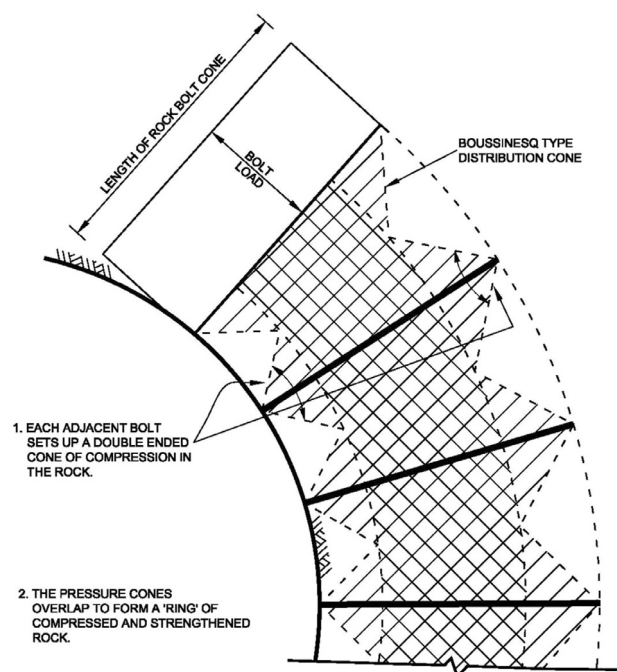 LENGTH OF ROCK BOLT CONE
BOLT
LOAD
BOUSSINESQ TYPE
DISTRIBUTION CONE
1. EACH ADJACENT BOLT
SETS UP A DOUBLE ENDED
CONE OF COMPRESSION IN
THE ROCK.
2. THE PRESSURE CONES
OVERLAP TO FORM A 'RING' OF
COMPRESSED AND STRENGTHENED
ROCK.